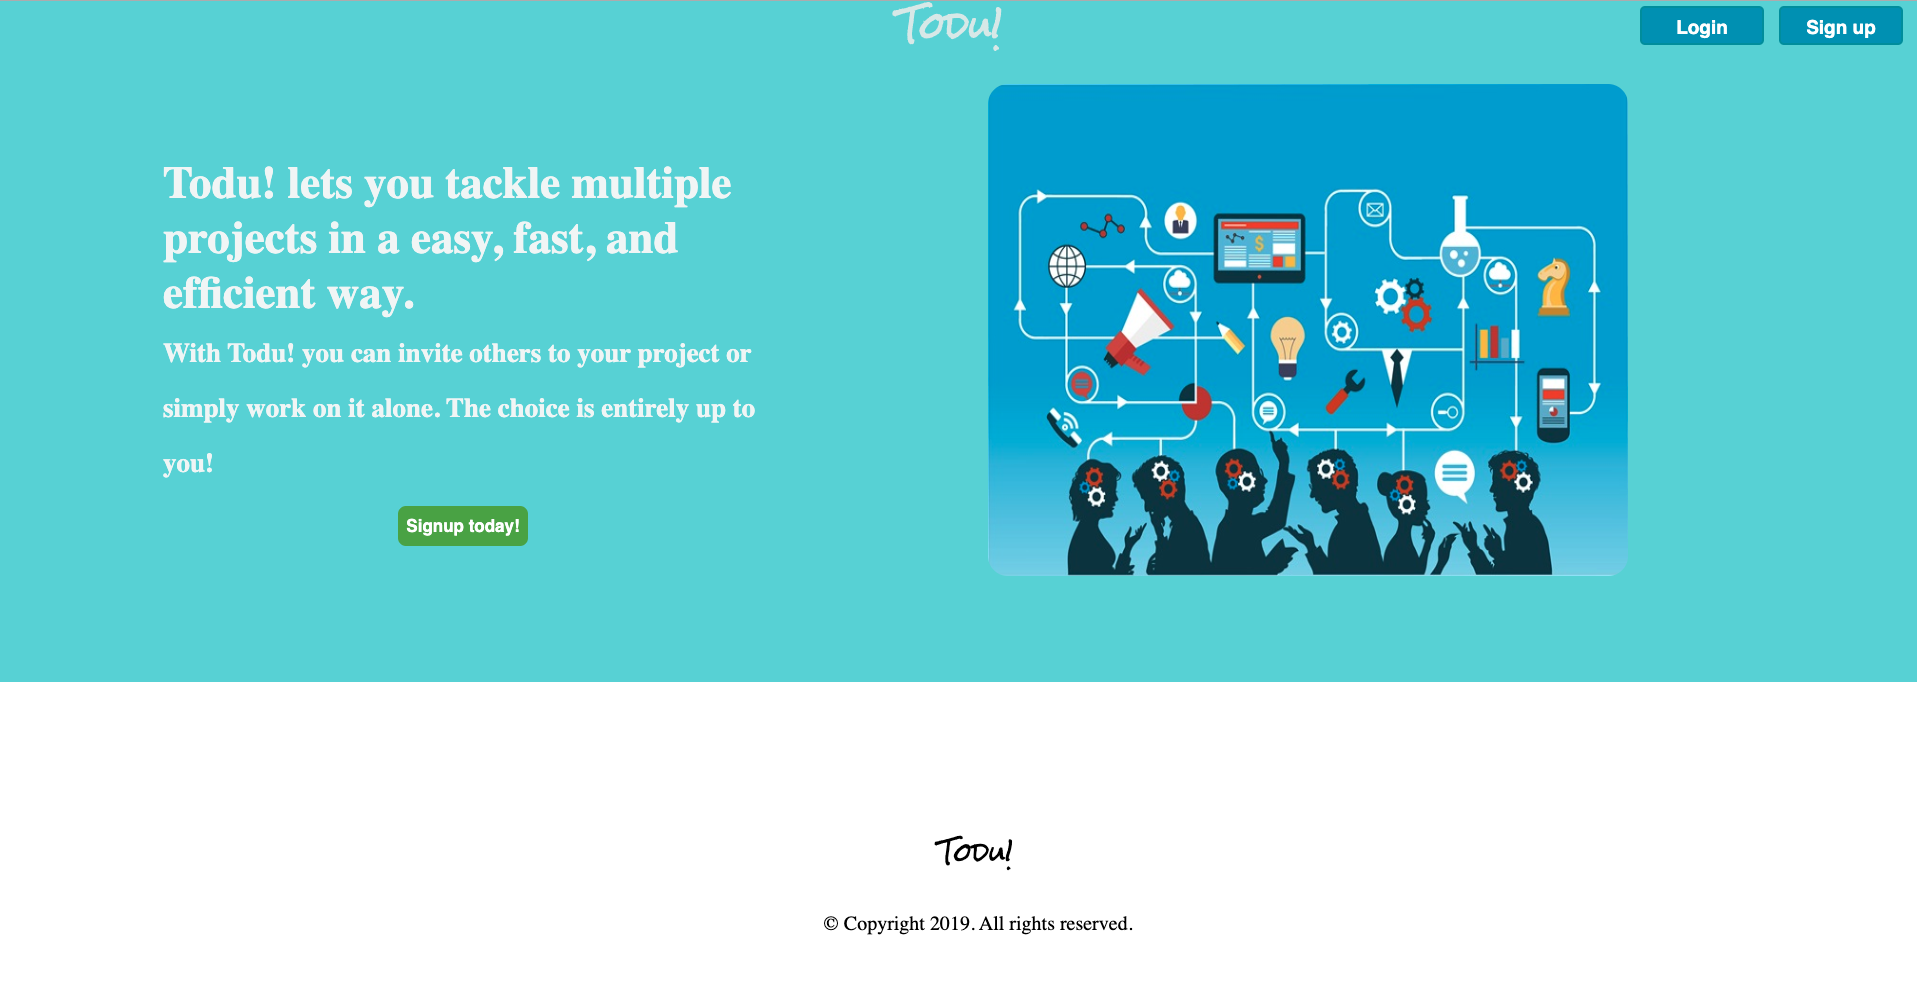 Todu!
Login
Sign up
Todu! lets you tackle multiple
projects in a easy, fast, and
efficient way.
With Todu! you can invite others to your project or
simply work on it alone. The choice is entirely up to
you!
Signup today!
$
Todu!
© Copyright 2019. All rights reserved.